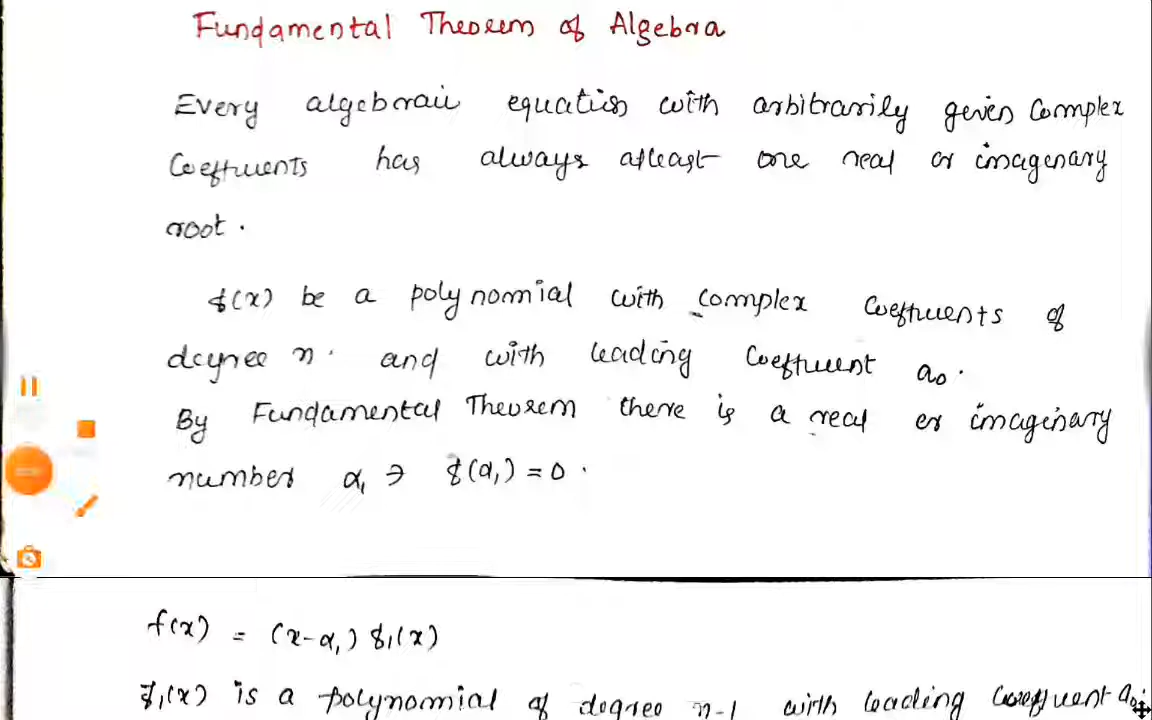 Fundamental Theorem of Algebra
Every algebraic equation with arbitrarily given Complex
Coefficients has always atleast one real or imagenary
root.
f(x) be a polynomial with complex Coefficients of
degree n. and with leading Coefficient a₀.
By Fundamental Theorem there is a real or imaginary
number α₁ ∋ f(α₁) = 0.
f(x) = (x-α₁) f₁(x)
f₁(x) is a polynomial of degree n-1 with leading Coefficient a₀.